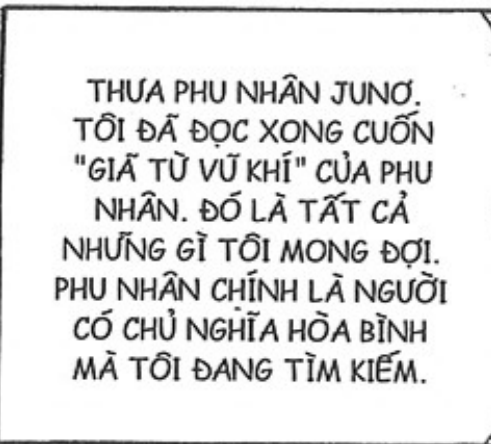 THƯA PHU NHÂN JUNƠ.
TÔI ĐÃ ĐỌC XONG CUỐN
"GIÃ TỪ VŨ KHÍ" CỦA PHU
NHÂN. ĐÓ LÀ TẤT CẢ
NHỮNG GÌ TÔI MONG ĐỢI.
PHU NHÂN CHÍNH LÀ NGƯỜI
CÓ CHỦ NGHĨA HÒA BÌNH
MÀ TÔI ĐANG TÌM KIẾM.